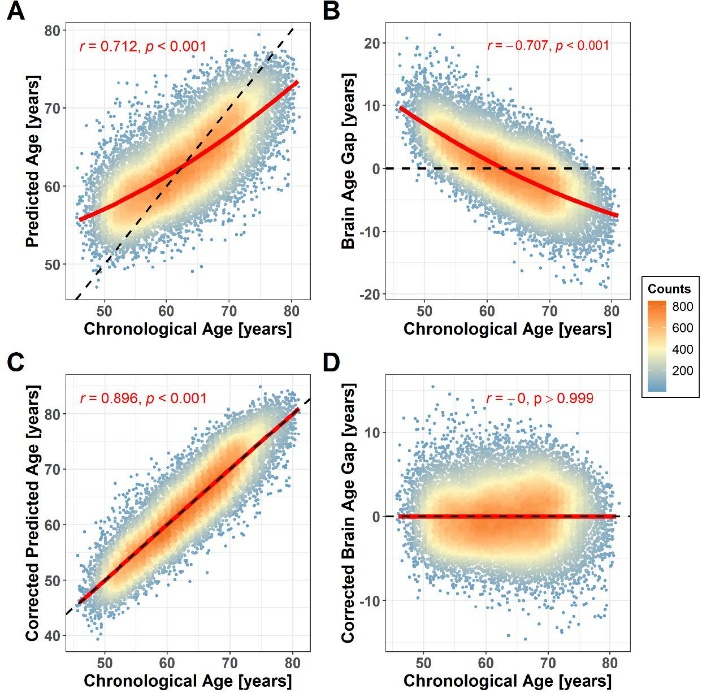 A
r = 0.712, p < 0.001
80
70
60
50
Predicted Age [years]
50 60 70 80
Chronological Age [years]
B
r = −0.707, p < 0.001
20
10
0
-10
-20
Brain Age Gap [years]
50 60 70 80
Chronological Age [years]
Counts
800
600
400
200
C
r = 0.896, p < 0.001
80
70
60
50
40
Corrected Predicted Age [years]
50 60 70 80
Chronological Age [years]
D
r = −0, p > 0.999
10
0
-10
Corrected Brain Age Gap [years]
50 60 70 80
Chronological Age [years]